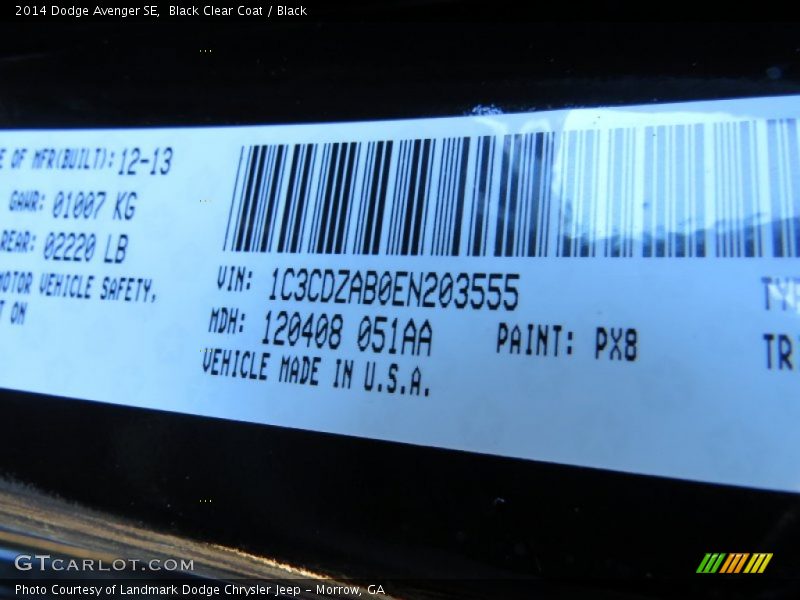 2014 Dodge Avenger SE,  Black Clear Coat / Black
E OF MFR(BUILT): 12-13
GAWR: 01007 KG
REAR: 02220 LB
MOTOR VEHICLE SAFETY,
T ON
VIN: 1C3CDZAB0EN203555
MDH: 120408 051AA
PAINT: PX8
VEHICLE MADE IN U.S.A.
TYP
TRI
GTCARLOT.COM
Photo Courtesy of Landmark Dodge Chrysler Jeep - Morrow, GA